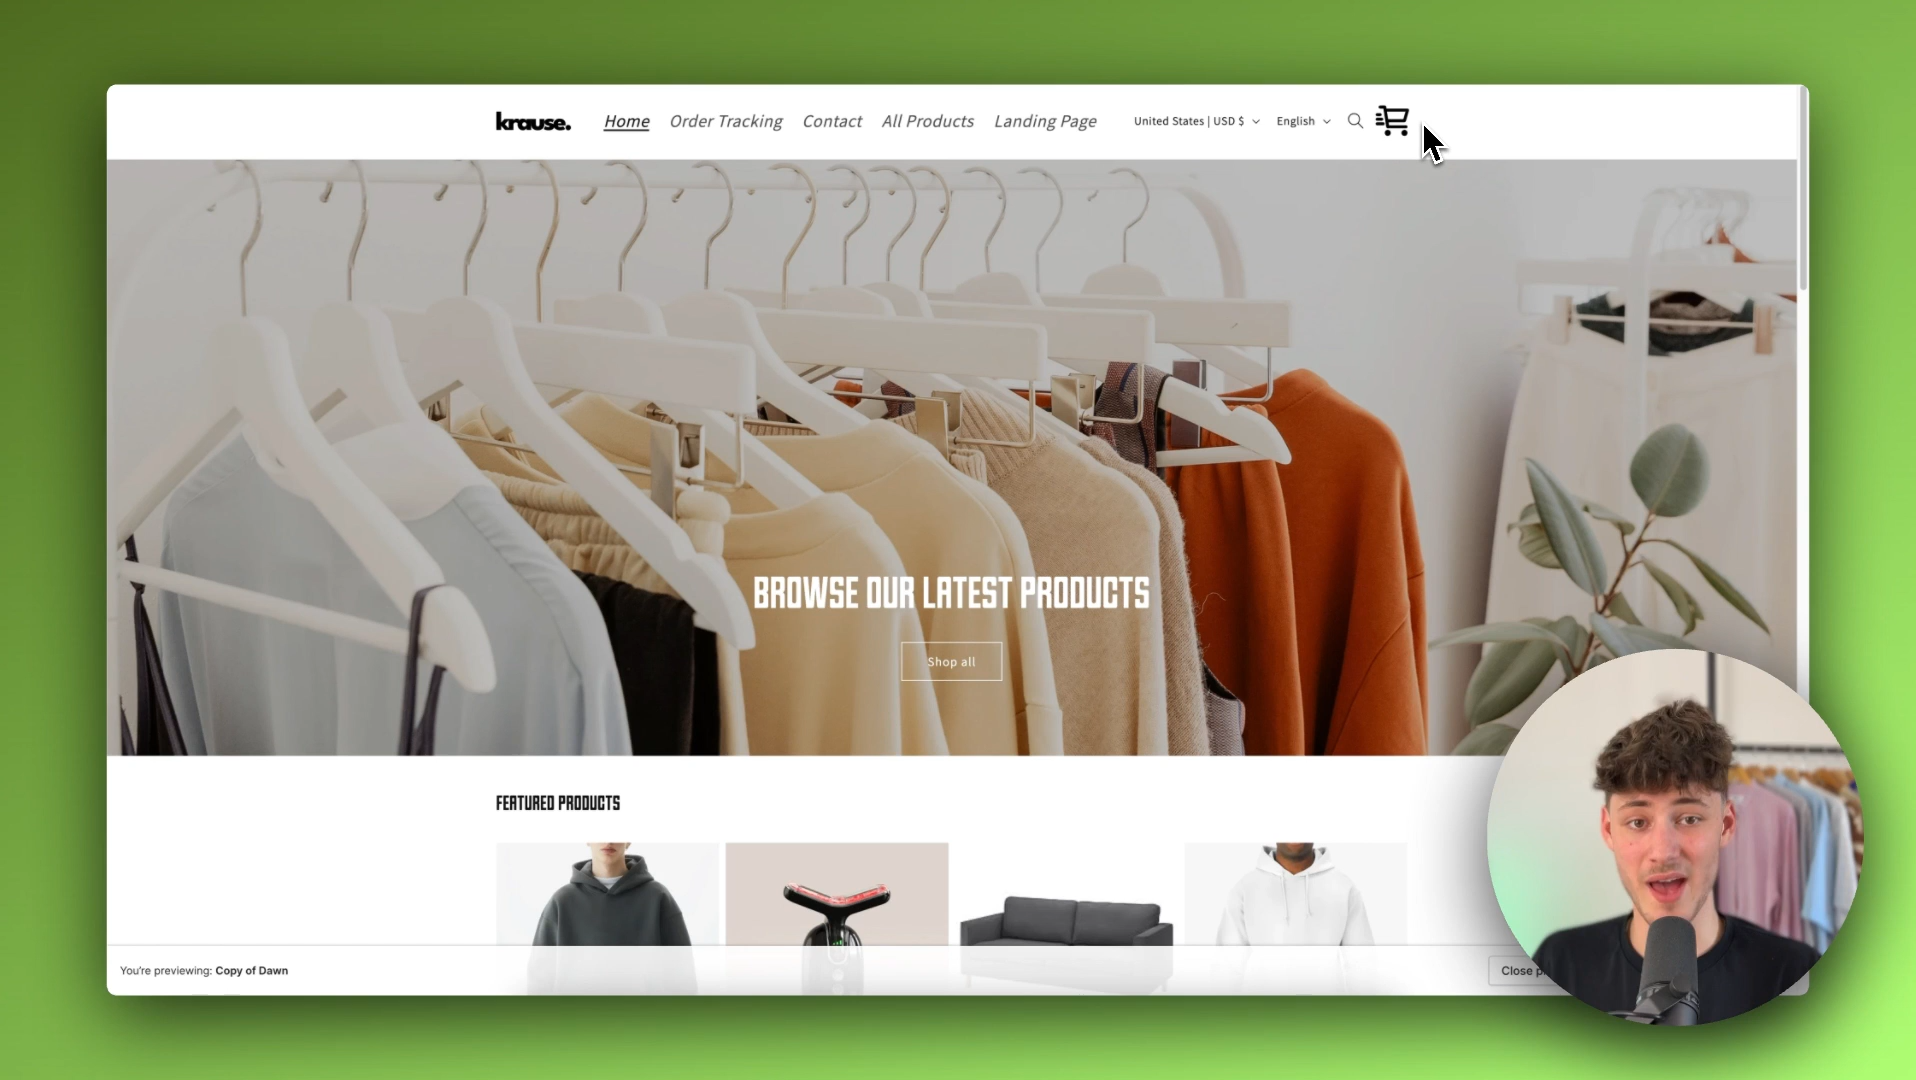 krause. Home Order Tracking Contact All Products Landing Page United States | USD $ English
BROWSE OUR LATEST PRODUCTS
Shop all
FEATURED PRODUCTS
You're previewing: Copy of Dawn
Close